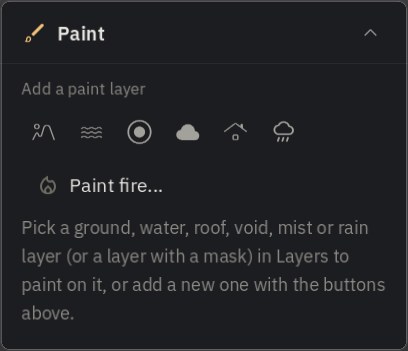 Paint
Add a paint layer
Paint fire...
Pick a ground, water, roof, void, mist or rain
layer (or a layer with a mask) in Layers to
paint on it, or add a new one with the buttons
above.